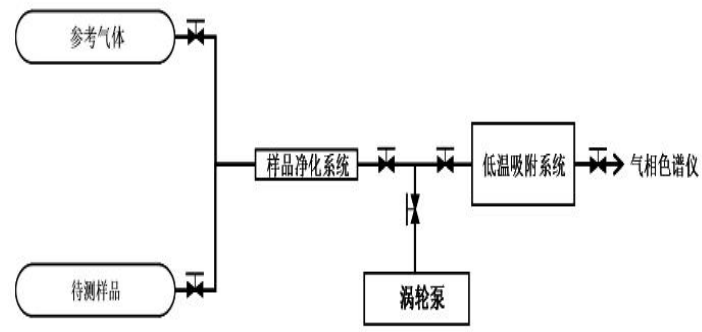 参考气体
样品净化系统
低温吸附系统
气相色谱仪
待测样品
涡轮泵